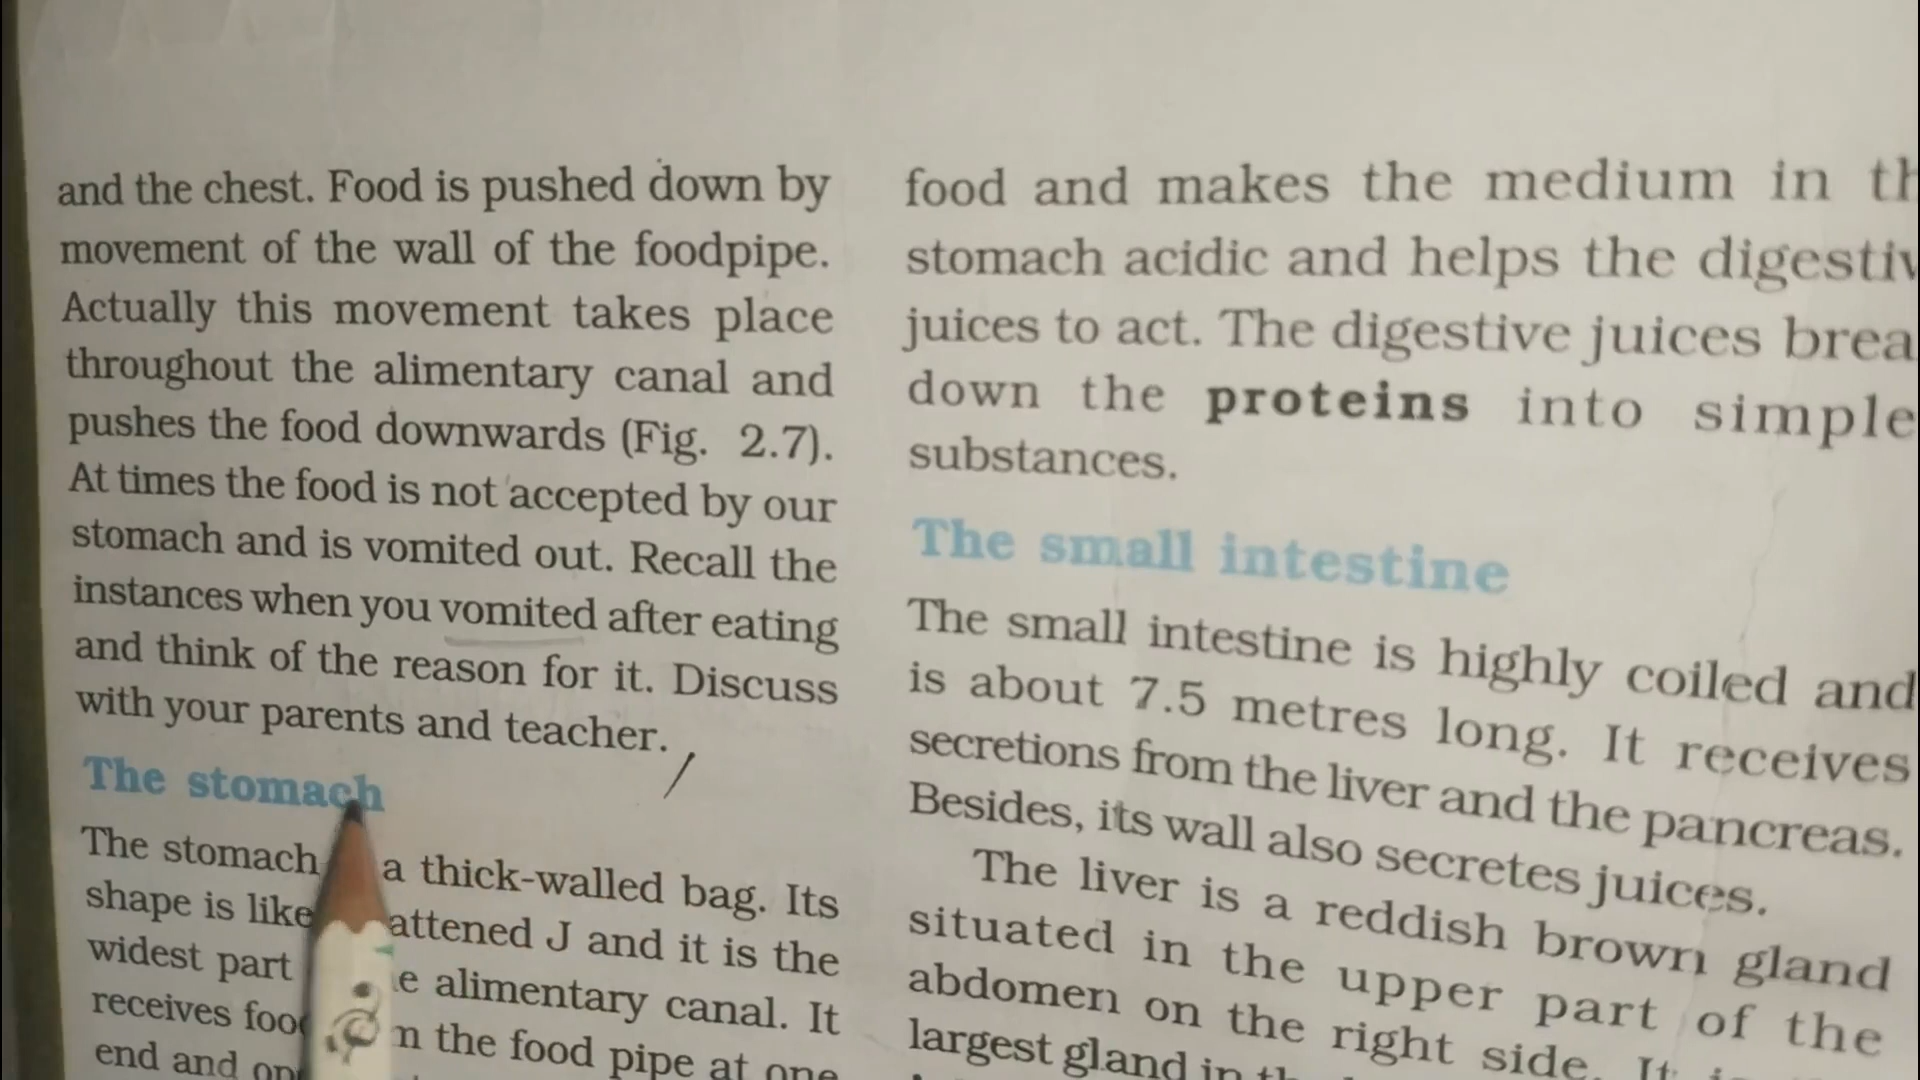 and the chest. Food is pushed down by
movement of the wall of the foodpipe.
Actually this movement takes place
throughout the alimentary canal and
pushes the food downwards (Fig. 2.7).
At times the food is not accepted by our
stomach and is vomited out. Recall the
instances when you vomited after eating
and think of the reason for it. Discuss
with your parents and teacher.
The stomach
The stomach a thick-walled bag. Its
shape is like attened J and it is the
widest part alimentary canal. It
receives the food pipe at one
end and
food and makes the medium in
stomach acidic and helps the
juices to act. The digestive juices
down the proteins into
substances.
The small intestine
The small intestine is highly coiled and
is about 7.5 metres long. It receives
secretions from the liver and the pancreas.
Besides, its wall also secretes juices.
The liver is a reddish brown gland
situated in the upper part of the
abdomen on the right side. It
largest gland in